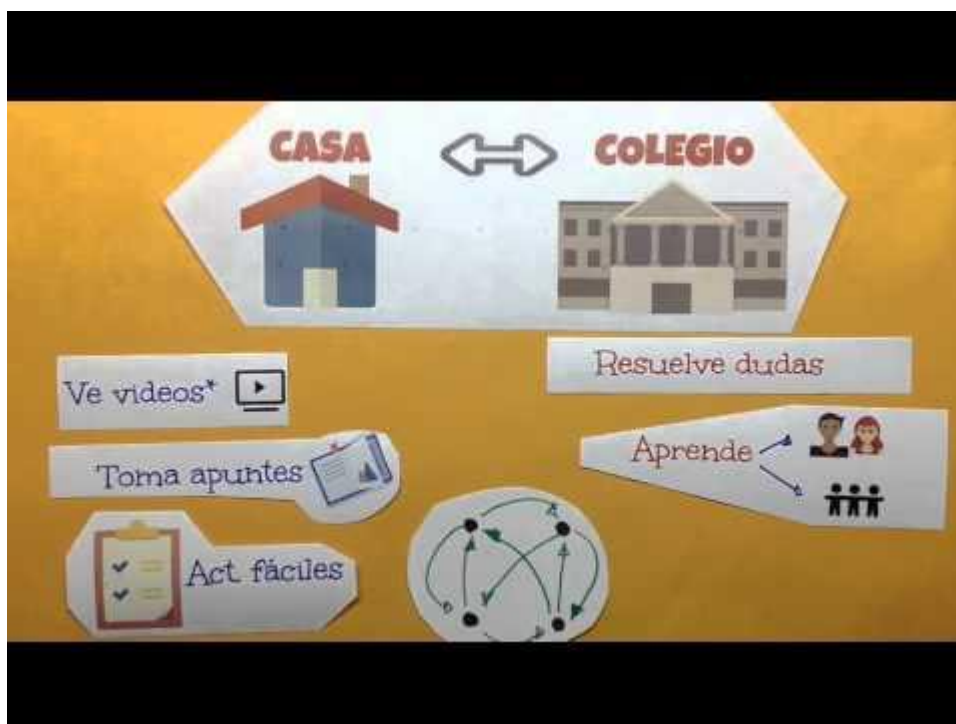 CASA COLEGIO
Ve videos*
Toma apuntes
Act. fáciles
Resuelve dudas
Aprende